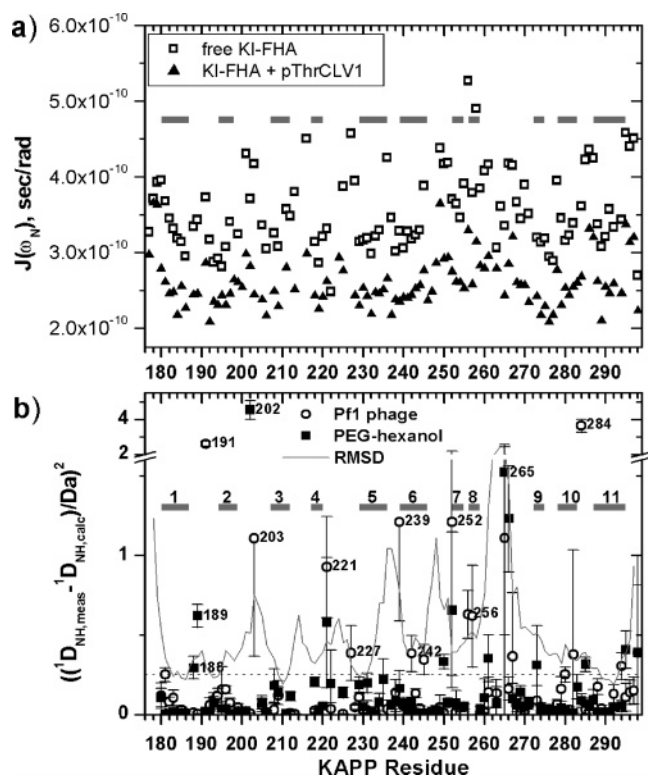 a)
6.0x10⁻¹⁰
5.0x10⁻¹⁰
4.0x10⁻¹⁰
3.0x10⁻¹⁰
2.0x10⁻¹⁰
J(ω_N), sec/rad
free KI-FHA
KI-FHA + pThrCLV1
180 190 200 210 220 230 240 250 260 270 280 290
b)
4
2
1
0
((¹D_NH,meas-¹D_NH,calc)/Da)²
Pf1 phage
PEG-hexanol
RMSD
202
191
284
265
1 2 3 4 5 6 7 8 9 10 11
203
239
252
221
189
256
227
242
188
180 190 200 210 220 230 240 250 260 270 280 290
KAPP Residue